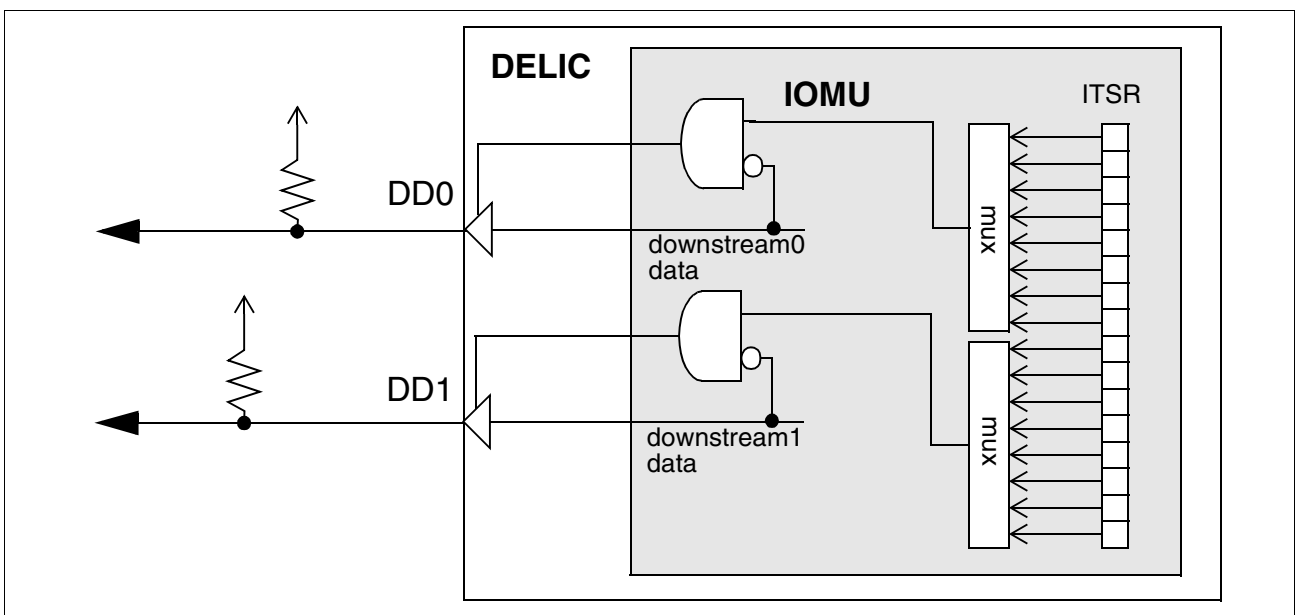 DELIC
IOMU
ITSR
DD0
mux
downstream0
data
DD1
mux
downstream1
data